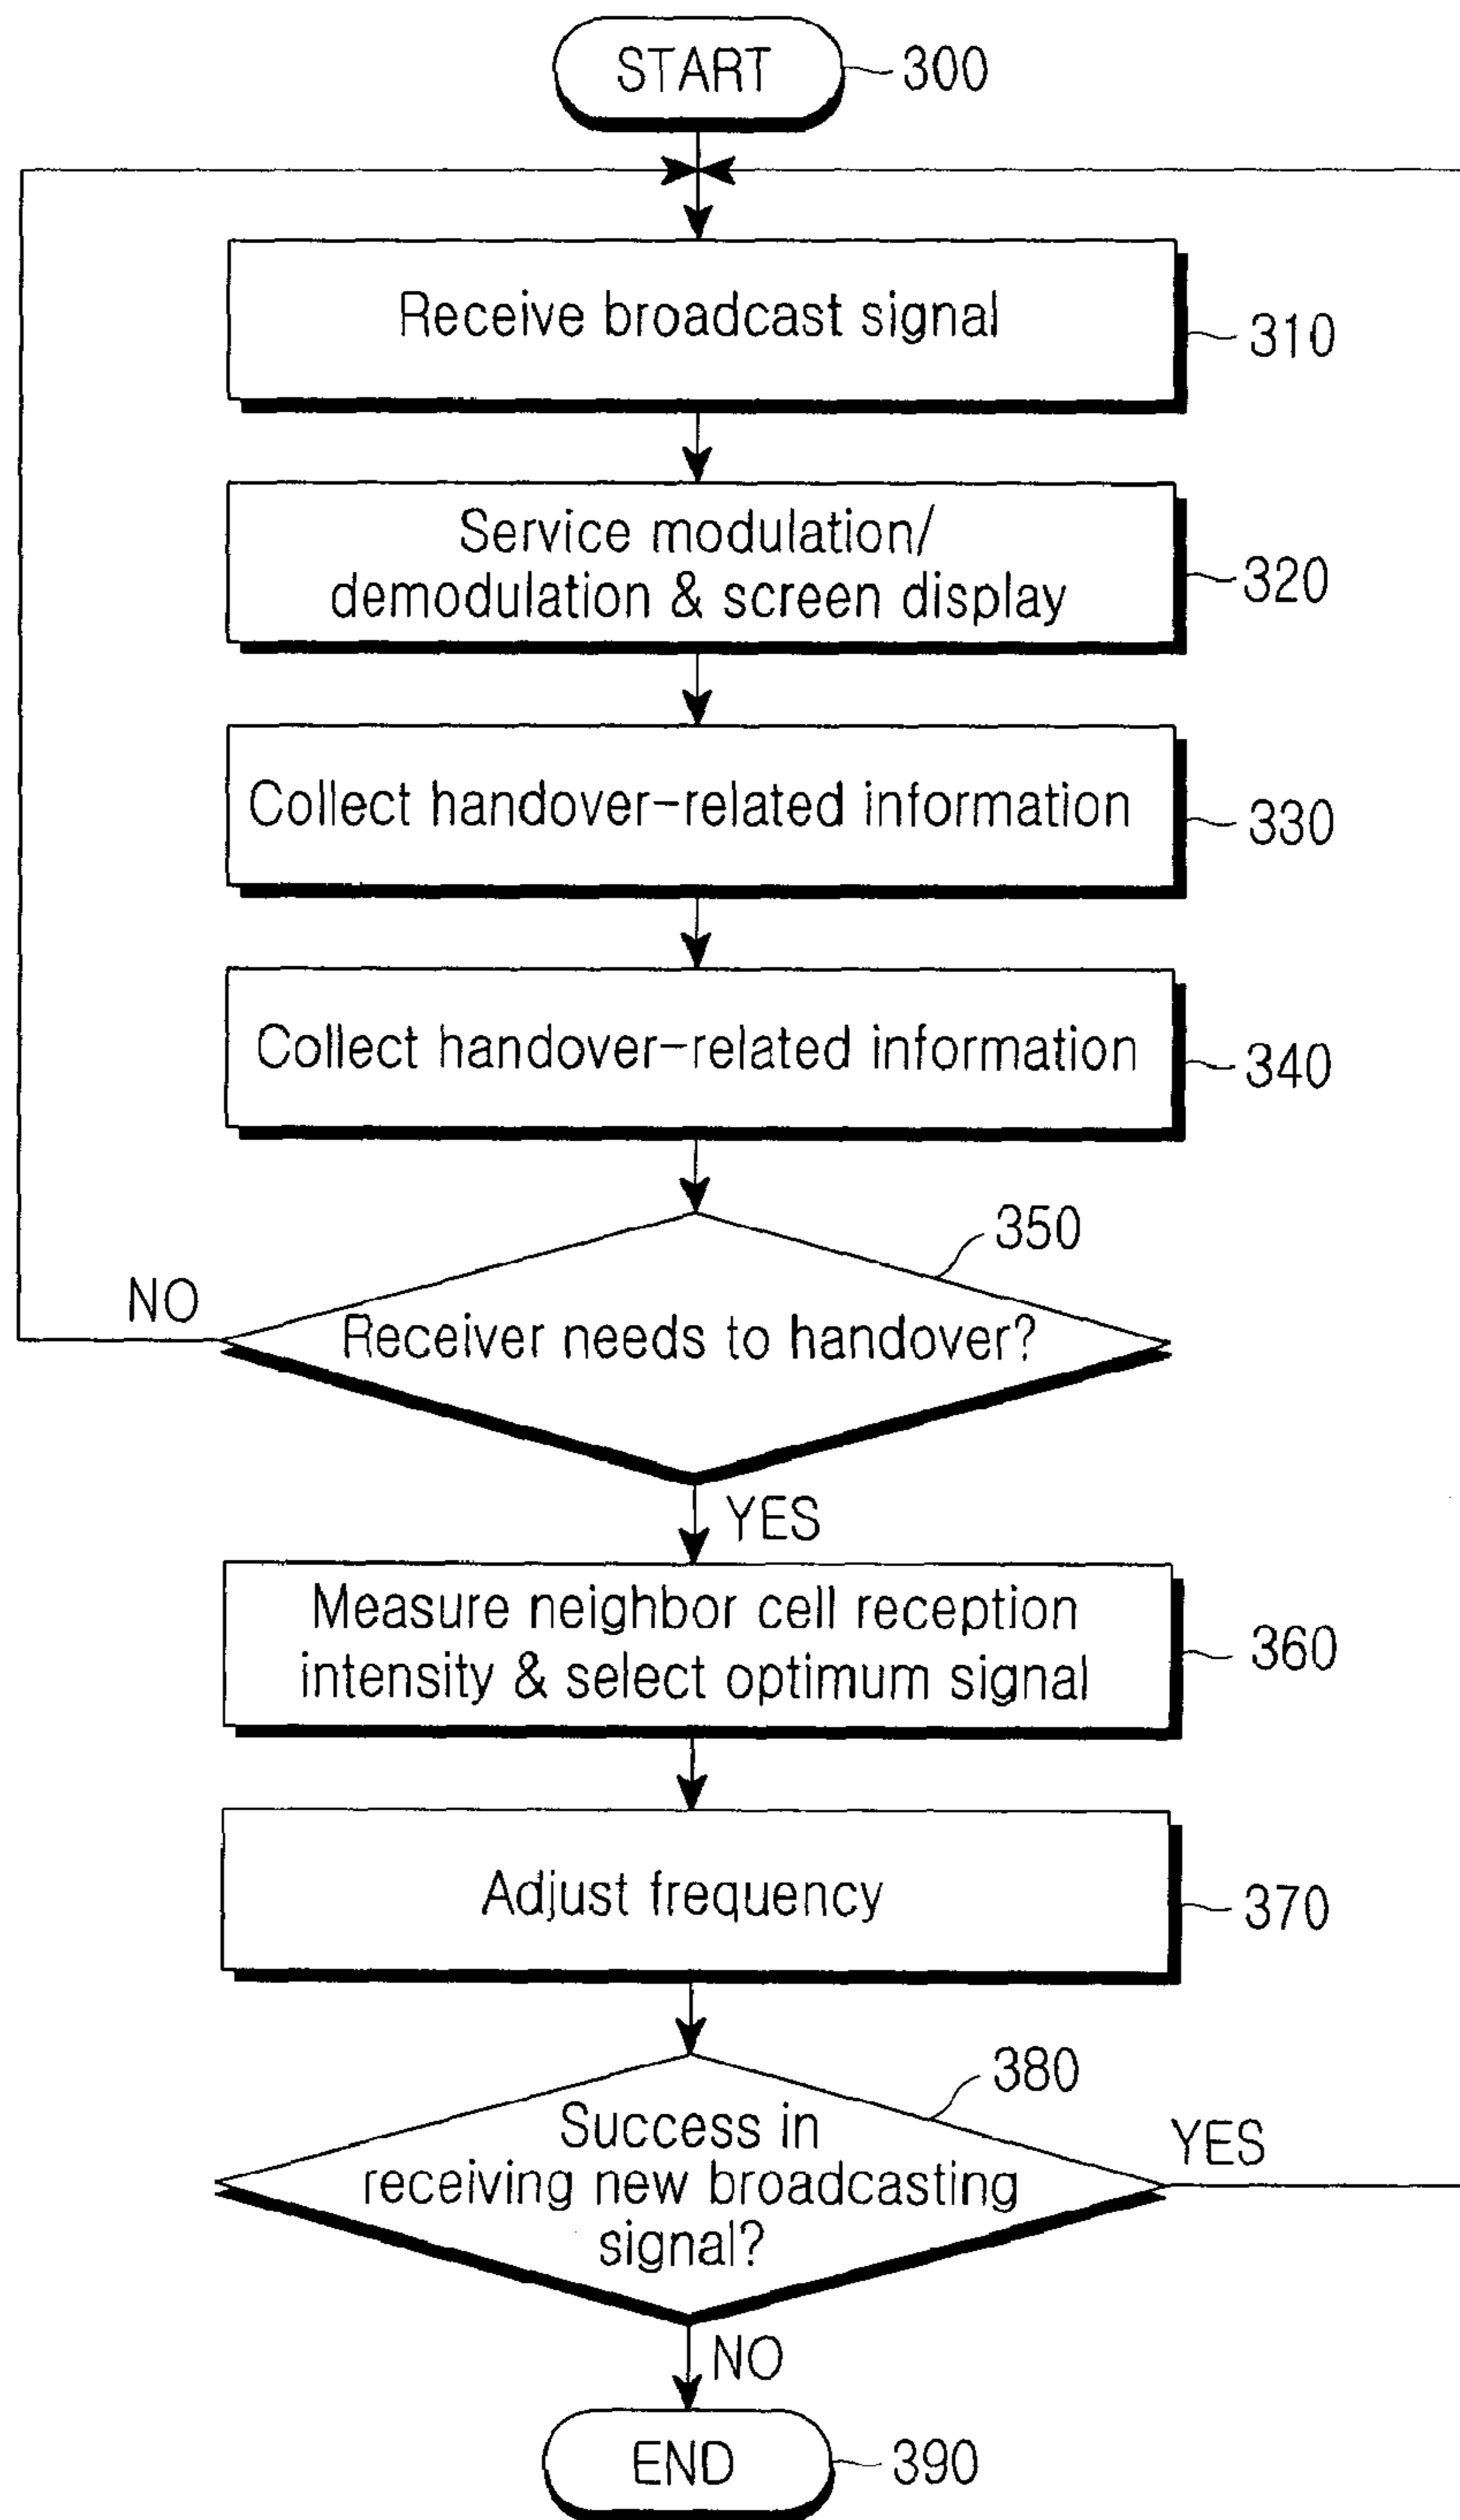 START
300
Receive broadcast signal
310
Service modulation/
demodulation & screen display
320
Collect handover-related information
330
Collect handover-related information
340
350
NO
Receiver needs to handover?
YES
Measure neighbor cell reception
intensity & select optimum signal
360
Adjust frequency
370
380
Success in
receiving new broadcasting
signal?
YES
NO
END
390